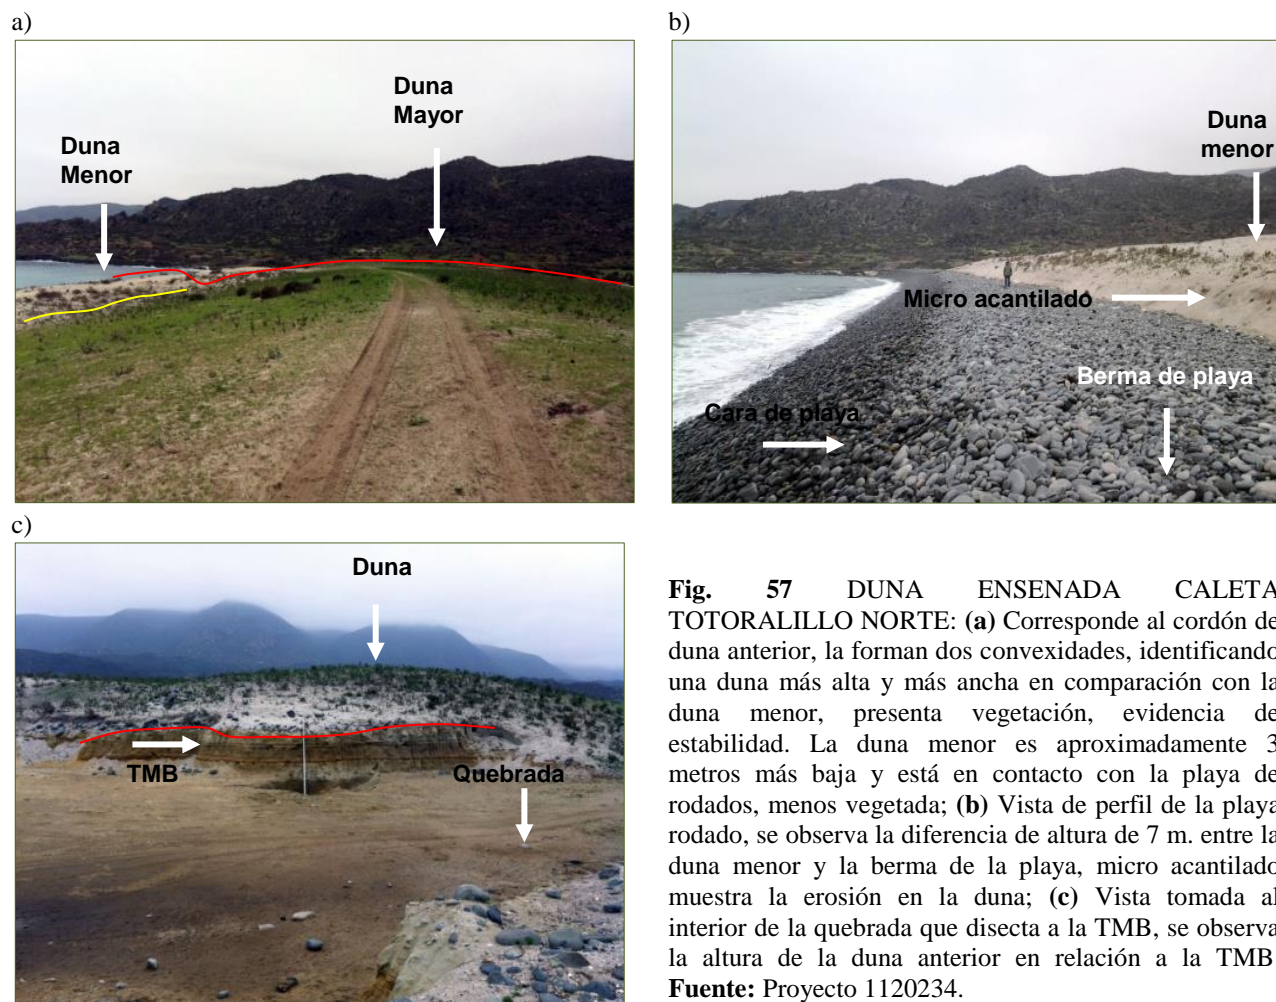 a)
Duna
Mayor
Duna
Menor
b)
Duna
menor
Micro acantilado
Berma de playa
Cara de playa
c)
Duna
TMB
Quebrada
Fig. 57 DUNA ENSENADA CALETA
TOTORALILLO NORTE: (a) Corresponde al cordón de
duna anterior, la forman dos convexidades, identificando
una duna más alta y más ancha en comparación con la
duna menor, presenta vegetación, evidencia de
estabilidad. La duna menor es aproximadamente 3
metros más baja y está en contacto con la playa de
rodados, menos vegetada; (b) Vista de perfil de la playa
rodado, se observa la diferencia de altura de 7 m. entre la
duna menor y la berma de la playa, micro acantilado
muestra la erosión en la duna; (c) Vista tomada al
interior de la quebrada que disecta a la TMB, se observa
la altura de la duna anterior en relación a la TMB
Fuente: Proyecto 1120234.